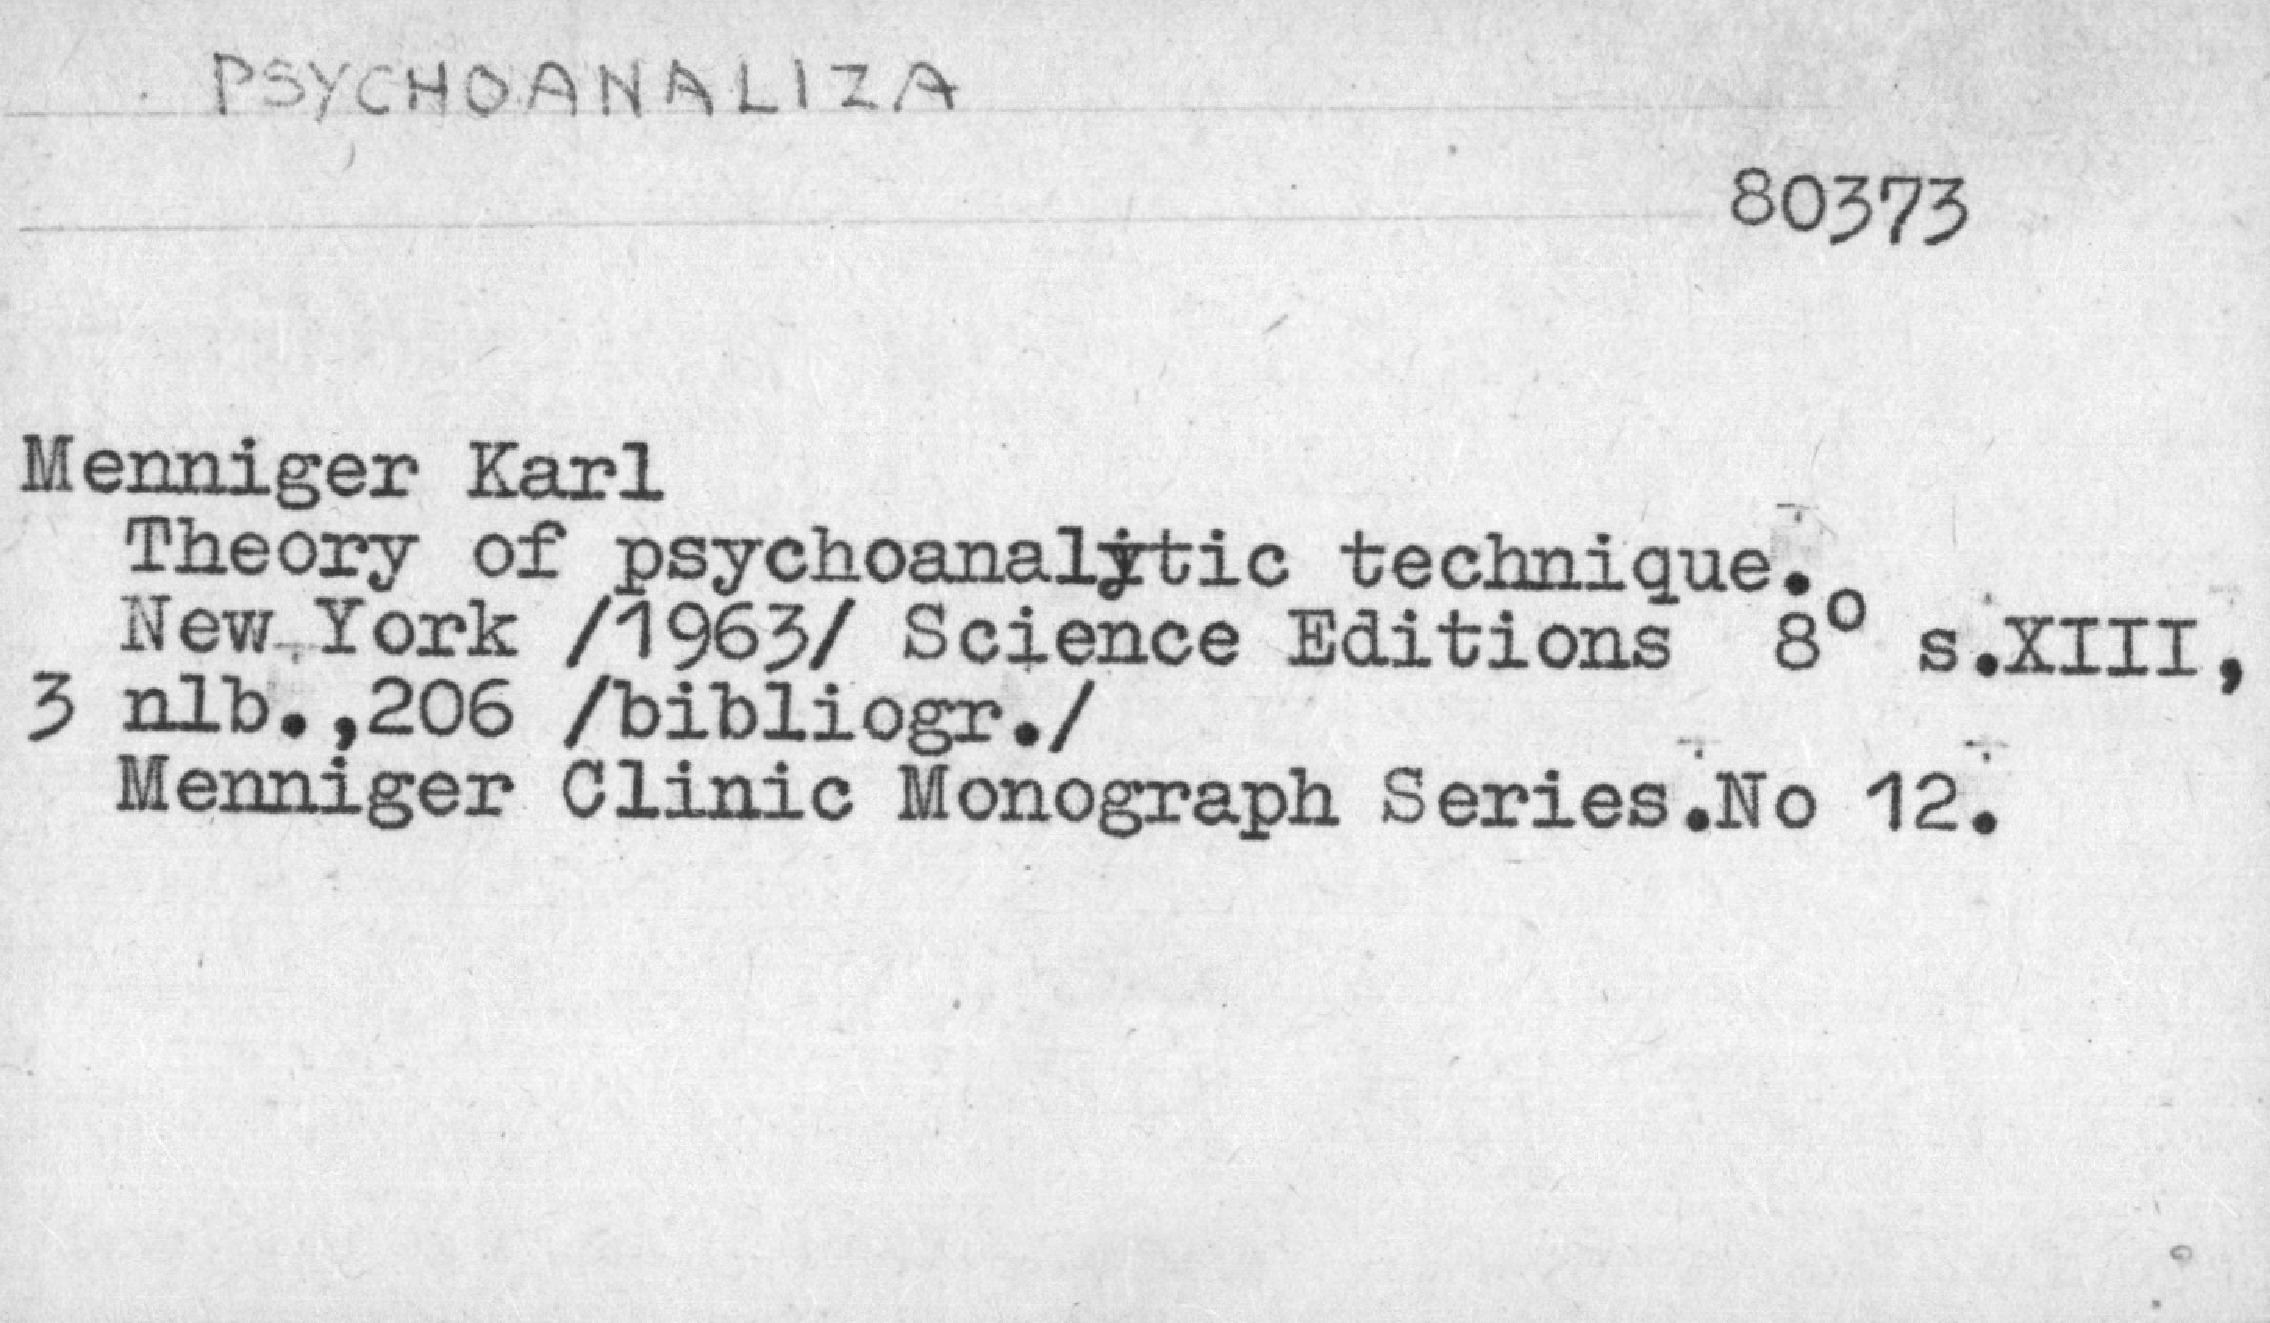 PSYCHOANALIZA
80373
Menniger Karl
Theory of psychoanalytic technique.
New York /1963/ Science Editions 8° s.XIII,
3 nlb.,206 /bibliogr./
Menniger Clinic Monograph Series.No 12.